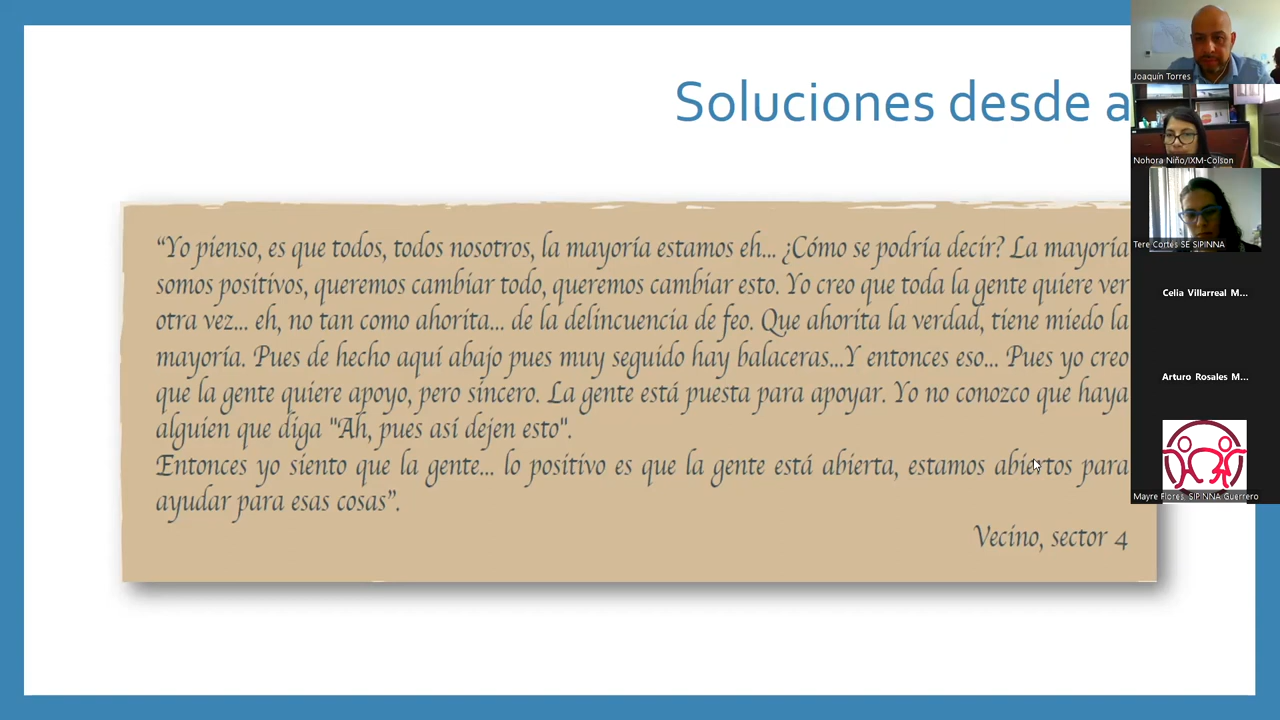 Soluciones desde a
"Yo pienso, es que todos, todos nosotros, la mayoría estamos eh... ¿Cómo se podría decir? La mayoría
somos positivos, queremos cambiar todo, queremos cambiar esto. Yo creo que toda la gente quiere ver
otra vez... eh, no tan como ahorita... de la delincuencia de feo. Que ahorita la verdad, tiene miedo la
mayoría. Pues de hecho aquí abajo pues muy seguido hay balaceras...Y entonces eso... Pues yo creo
que la gente quiere apoyo, pero sincero. La gente está puesta para apoyar. Yo no conozco que haya
alguien que diga "Ah, pues así dejen esto".
Entonces yo siento que la gente... lo positivo es que la gente está abierta, estamos abiertos para
ayudar para esas cosas".
Vecino, sector 4
Joaquín Torres
Nohora Niño/IXM-Colson
Tere Cortés SE SIPINNA
Celia Villarreal M...
Arturo Rosales M...
Mayre Flores, SIPINNA Guerrero